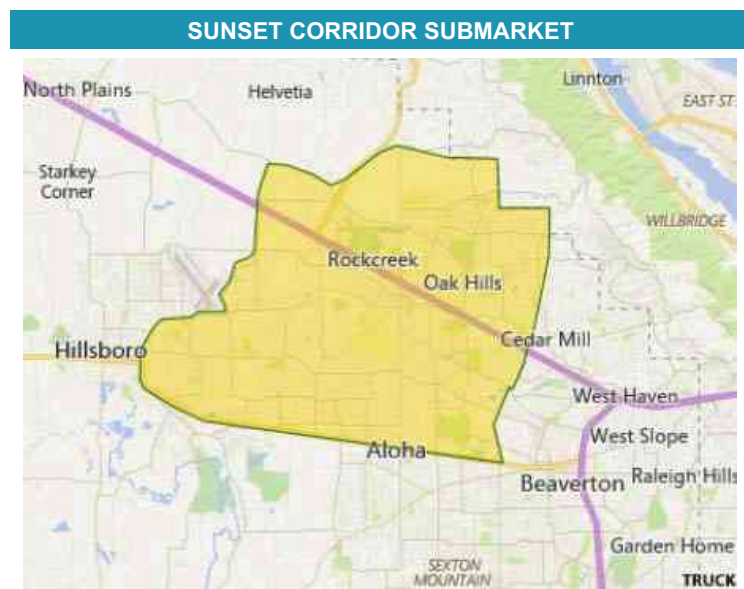 SUNSET CORRIDOR SUBMARKET
Linnton
North Plains
Helvetia
EAST ST
Starkey
Corner
WILLBRIDGE
Rockcreek
Oak Hills
Cedar Mill
Hillsboro
West Haven
West Slope
Aloha
Raleigh Hills
Beaverton
Garden Home
SEXTON
MOUNTAIN
TRUCK